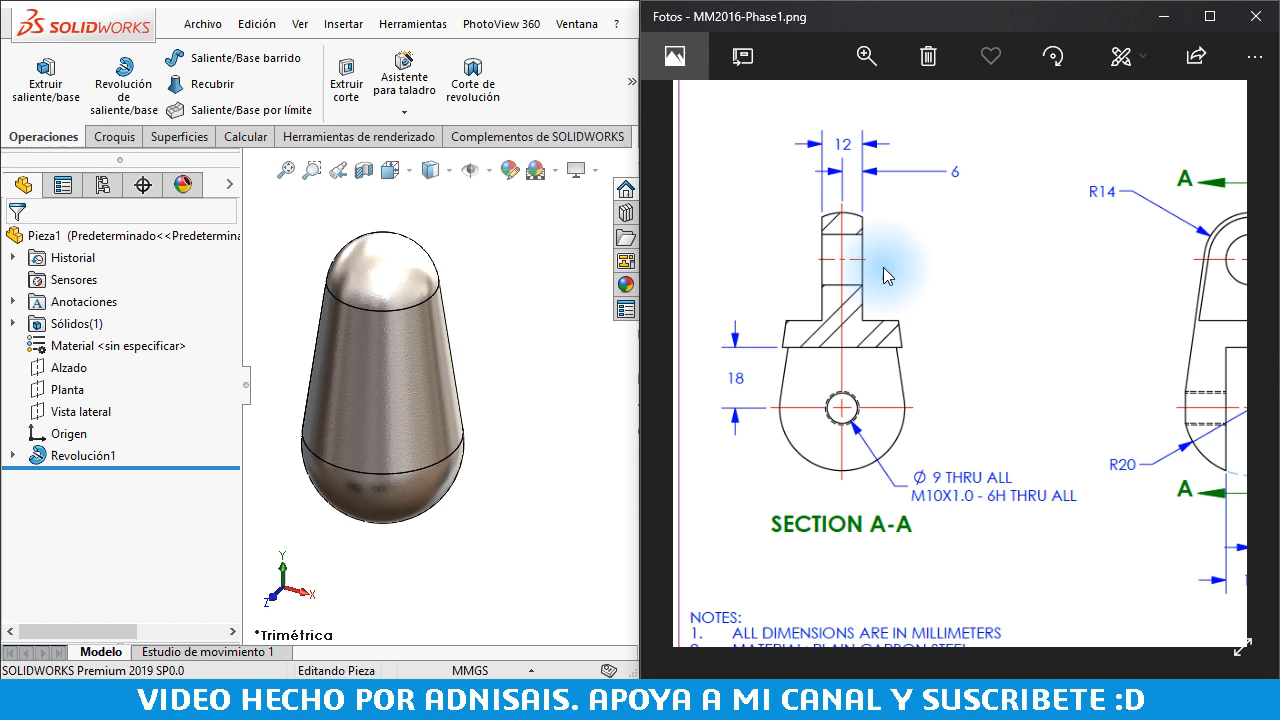 SOLIDWORKS
Archivo Edición Ver Insertar Herramientas PhotoView 360 Ventana ?
Extruir saliente/base
Revolución de saliente/base
Saliente/Base barrido
Recubrir
Saliente/Base por límite
Extruir corte
Asistente para taladro
Corte de revolución
Operaciones Croquis Superficies Calcular Herramientas de renderizado Complementos de SOLIDWORKS
Pieza1 (Predeterminado<<Predetermina
Historial
Sensores
Anotaciones
Sólidos(1)
Material <sin especificar>
Alzado
Planta
Vista lateral
Origen
Revolución1
Y
X
Z
*Trimétrica
Modelo Estudio de movimiento 1
SOLIDWORKS Premium 2019 SP0.0 Editando Pieza MMGS
Fotos - MM2016-Phase1.png
12
6
A
R14
18
Ø 9 THRU ALL
M10X1.0 - 6H THRU ALL
R20
A
SECTION A-A
NOTES:
1. ALL DIMENSIONS ARE IN MILLIMETERS
MATERIAL: PLAIN CARBON STEEL
VIDEO HECHO POR ADNISAIS. APOYA A MI CANAL Y SUSCRIBETE :D